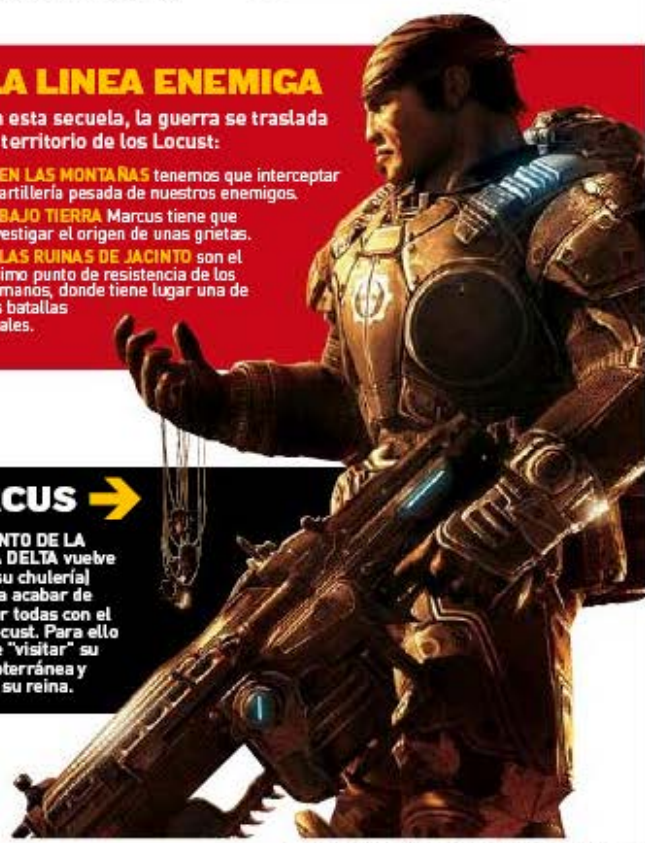 LA LINEA ENEMIGA
esta secuela, la guerra se traslada
territorio de los Locust:
EN LAS MONTAÑAS tenemos que interceptar
artillería pesada de nuestros enemigos.
BAJO TIERRA Marcus tiene que
vestigar el origen de unas grietas.
LAS RUINAS DE JACINTO son el
timo punto de resistencia de los
manos, donde tiene lugar una de
s batallas
ales.
CUS
NTO DE LA
A DELTA vuelve
su chulería)
a acabar de
r todas con el
cust. Para ello
e "visitar" su
oterránea y
su reina.